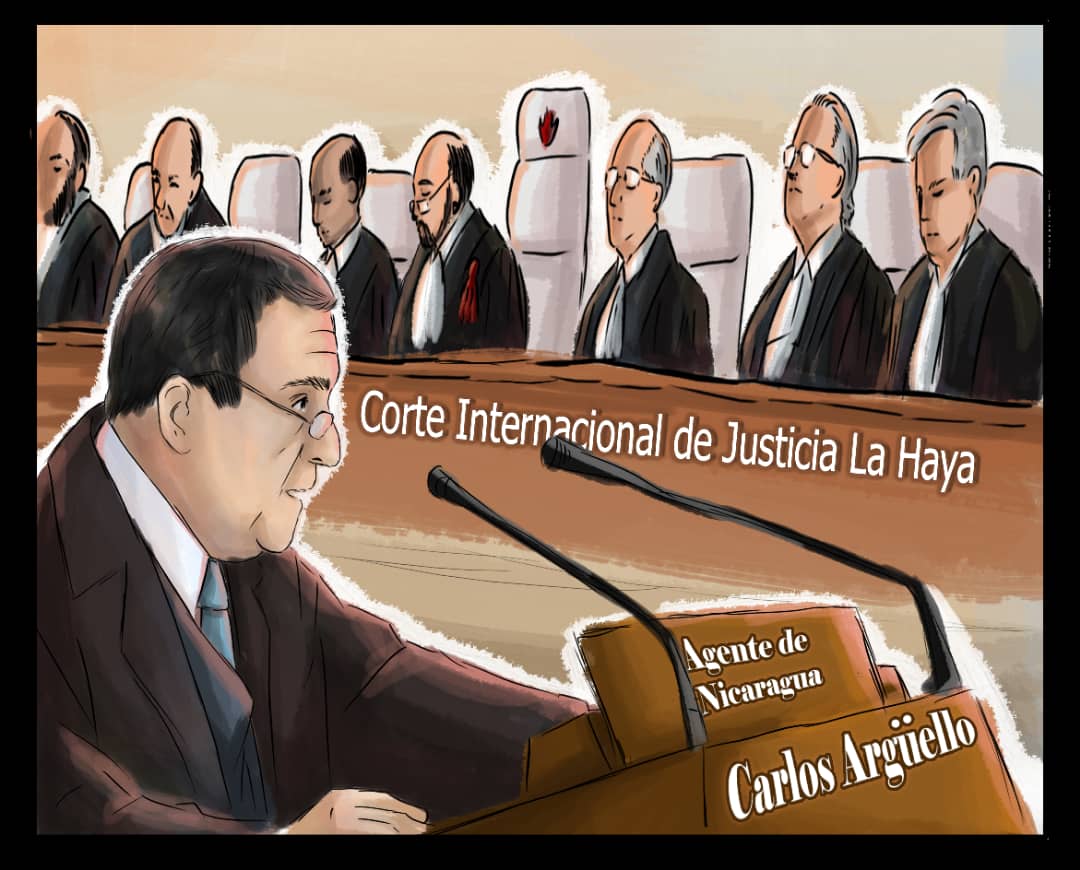 Corte Internacional de Justicia La Haya
Agente de
Nicaragua
Carlos Argüello